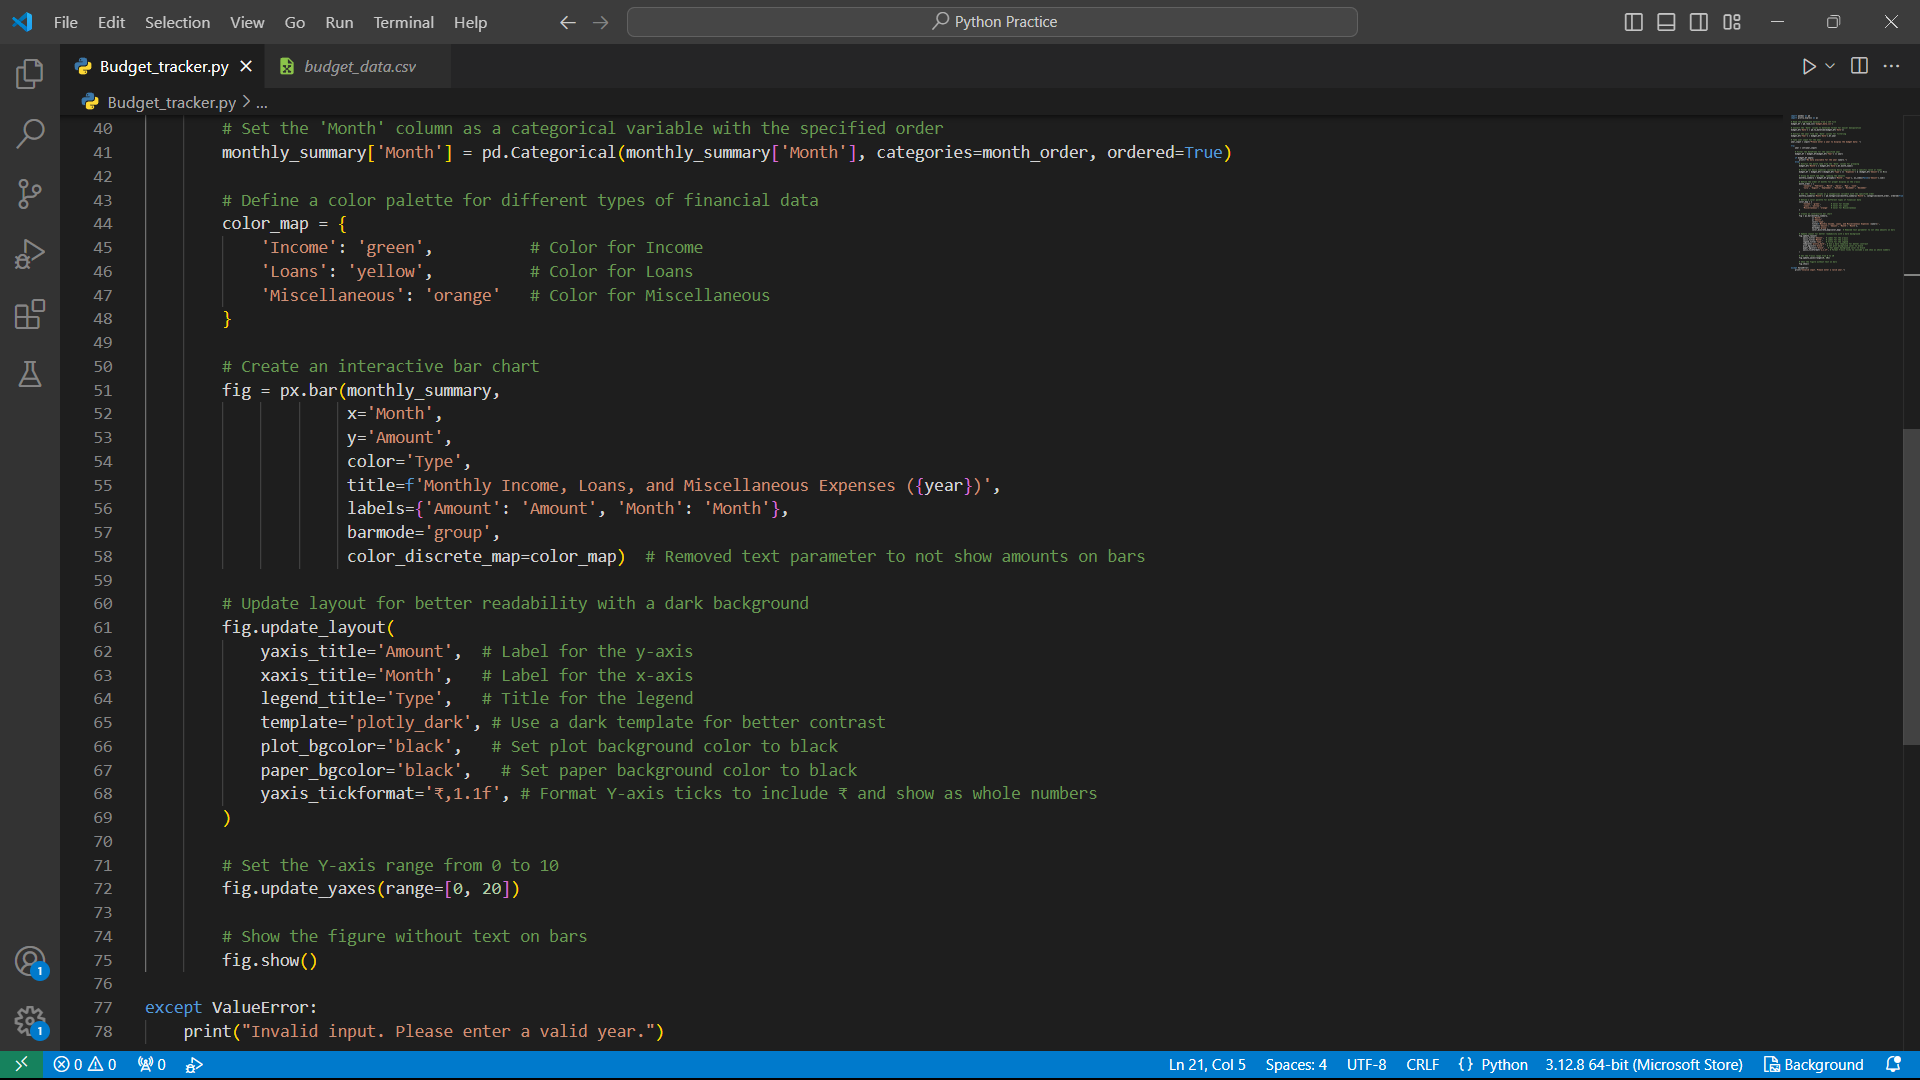 File Edit Selection View Go Run Terminal Help Python Practice
Budget_tracker.py budget_data.csv
Budget_tracker.py > ...
40 # Set the 'Month' column as a categorical variable with the specified order
41 monthly_summary['Month'] = pd.Categorical(monthly_summary['Month'], categories=month_order, ordered=True)
42
43 # Define a color palette for different types of financial data
44 color_map = {
45 'Income': 'green', # Color for Income
46 'Loans': 'yellow', # Color for Loans
47 'Miscellaneous': 'orange' # Color for Miscellaneous
48 }
49
50 # Create an interactive bar chart
51 fig = px.bar(monthly_summary,
52 x='Month',
53 y='Amount',
54 color='Type',
55 title=f'Monthly Income, Loans, and Miscellaneous Expenses ({year})',
56 labels={'Amount': 'Amount', 'Month': 'Month'},
57 barmode='group',
58 color_discrete_map=color_map) # Removed text parameter to not show amounts on bars
59
60 # Update layout for better readability with a dark background
61 fig.update_layout(
62 yaxis_title='Amount', # Label for the y-axis
63 xaxis_title='Month', # Label for the x-axis
64 legend_title='Type', # Title for the legend
65 template='plotly_dark', # Use a dark template for better contrast
66 plot_bgcolor='black', # Set plot background color to black
67 paper_bgcolor='black', # Set paper background color to black
68 yaxis_tickformat='₹,1.1f', # Format Y-axis ticks to include ₹ and show as whole numbers
69 )
70
71 # Set the Y-axis range from 0 to 10
72 fig.update_yaxes(range=[0, 20])
73
74 # Show the figure without text on bars
75 fig.show()
76
77 except ValueError:
78 print("Invalid input. Please enter a valid year.")
1
1
0 0 0 Ln 21, Col 5 Spaces: 4 UTF-8 CRLF {} Python 3.12.8 64-bit (Microsoft Store) Background